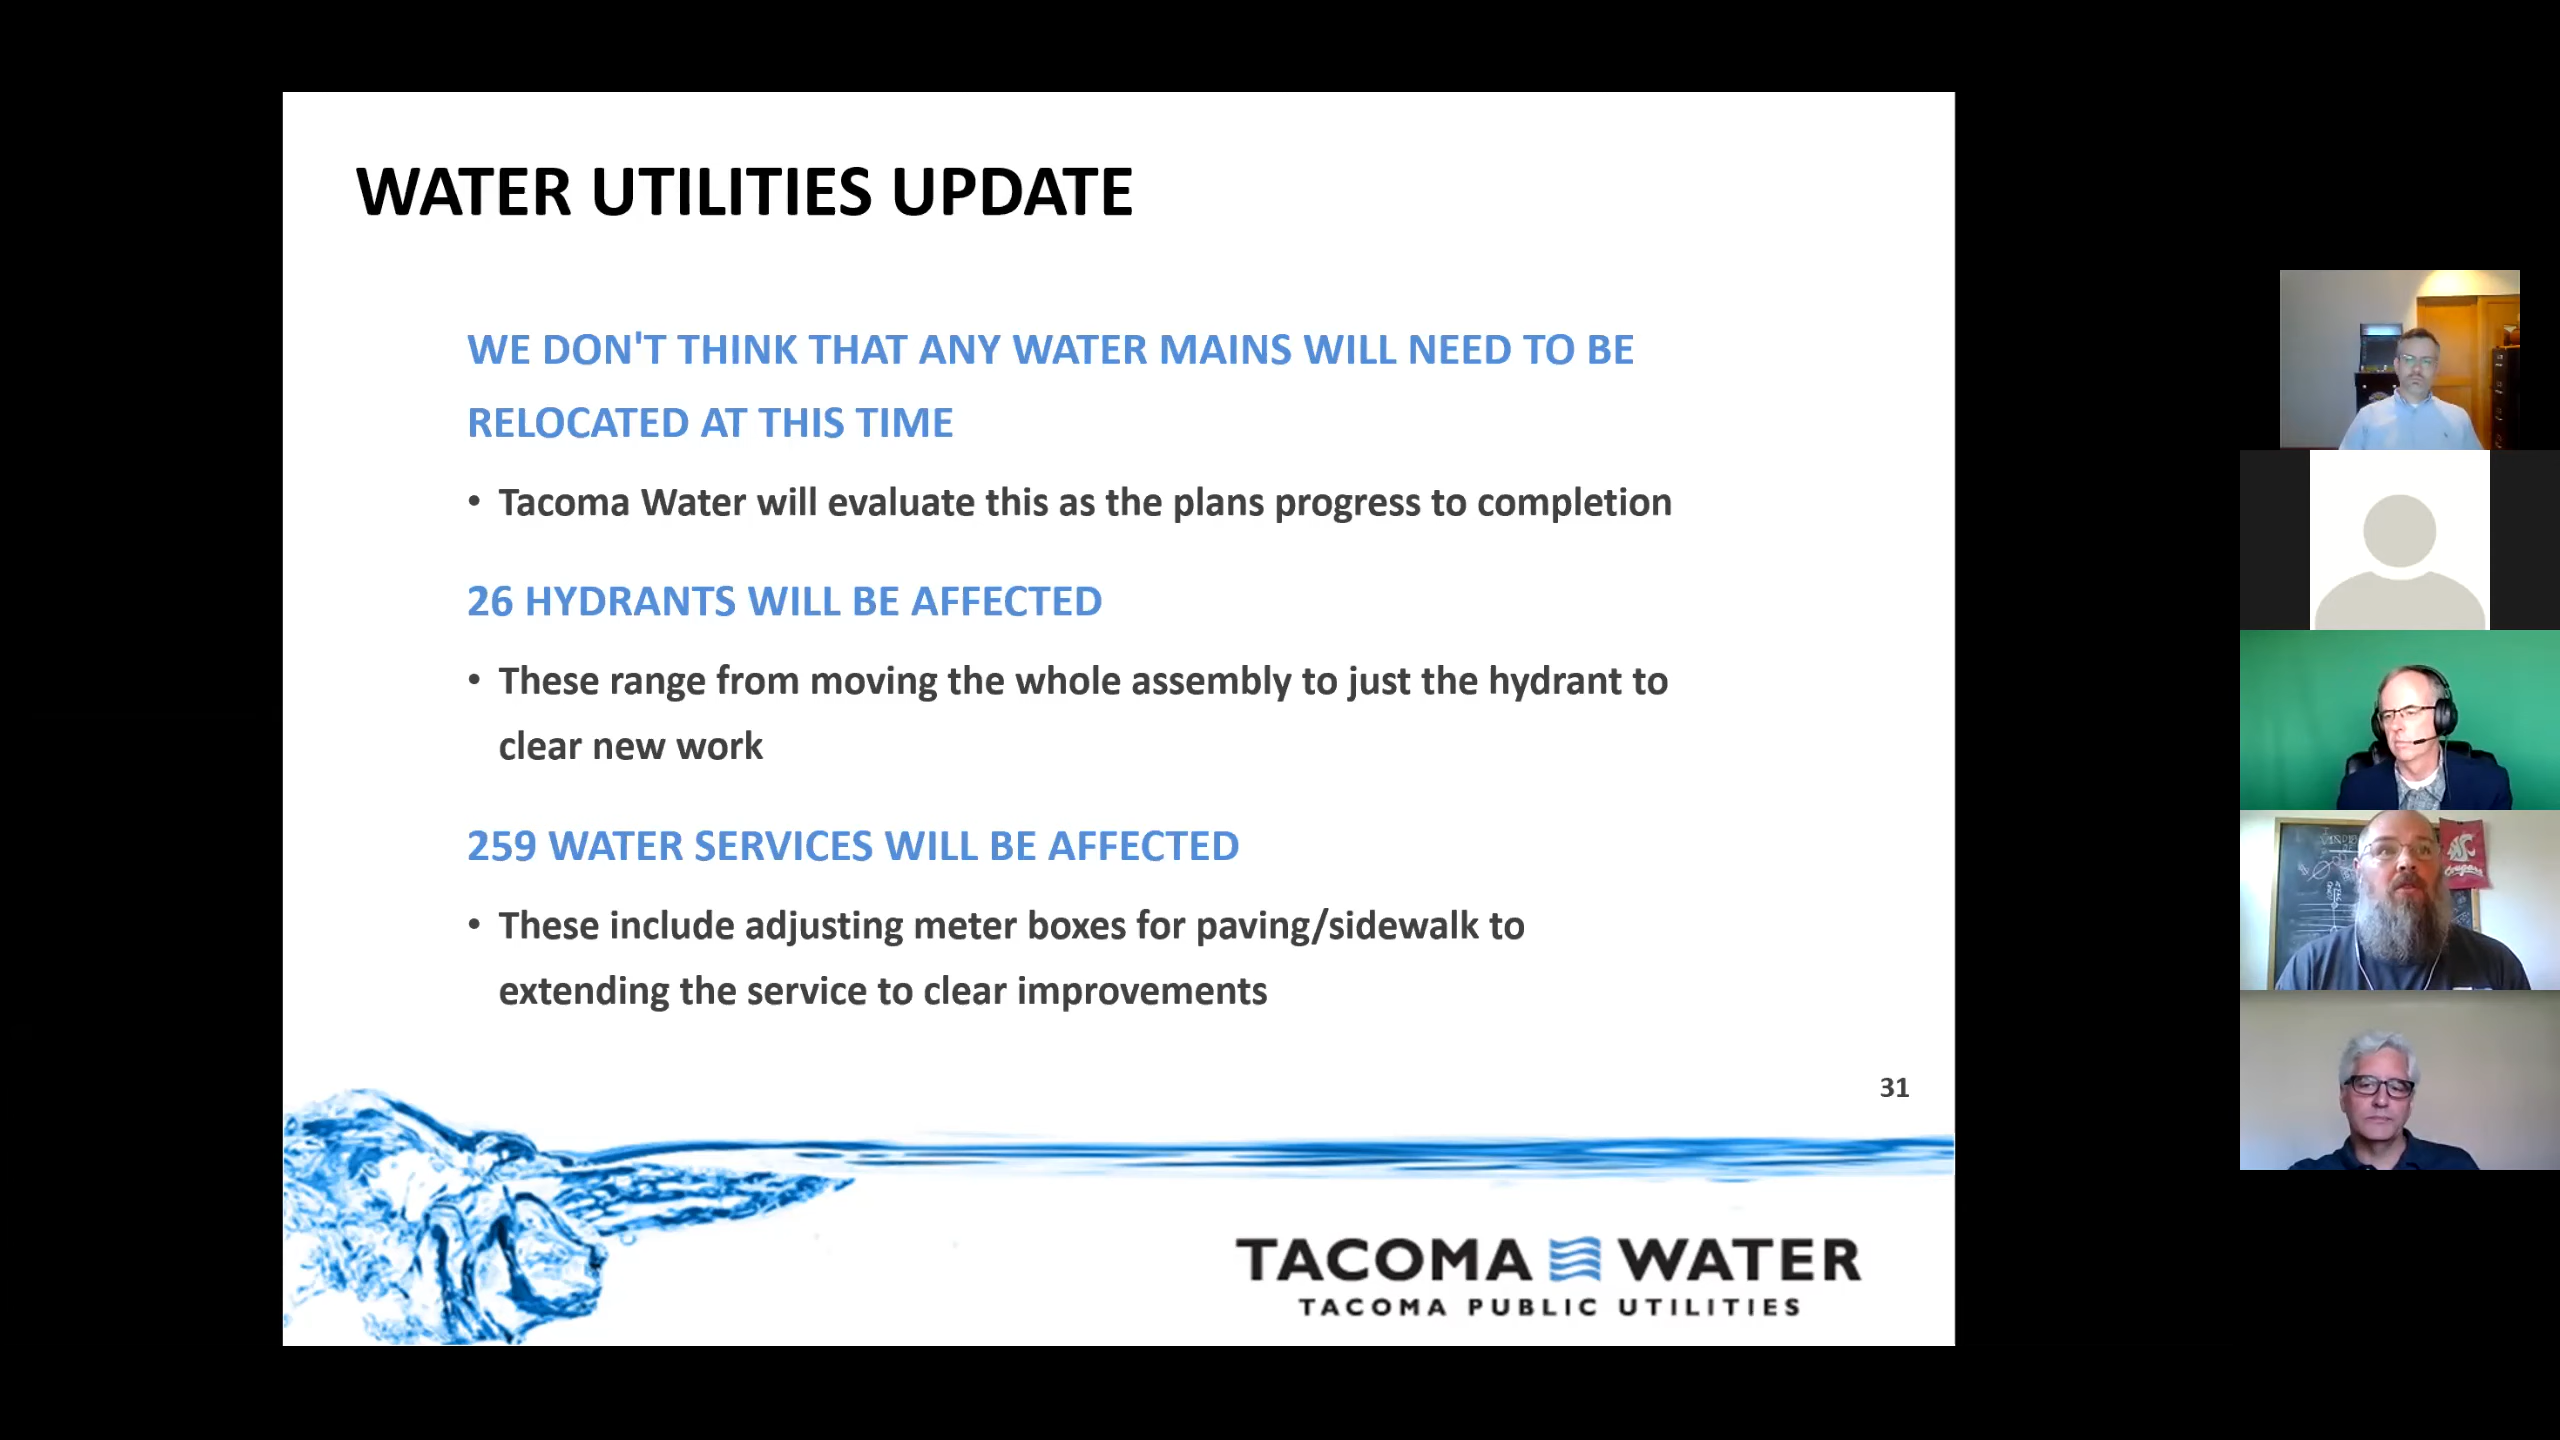 WATER UTILITIES UPDATE
WE DON'T THINK THAT ANY WATER MAINS WILL NEED TO BE
RELOCATED AT THIS TIME
• Tacoma Water will evaluate this as the plans progress to completion
26 HYDRANTS WILL BE AFFECTED
• These range from moving the whole assembly to just the hydrant to
clear new work
259 WATER SERVICES WILL BE AFFECTED
• These include adjusting meter boxes for paving/sidewalk to
extending the service to clear improvements
31
TACOMA WATER
TACOMA PUBLIC UTILITIES
Cougars